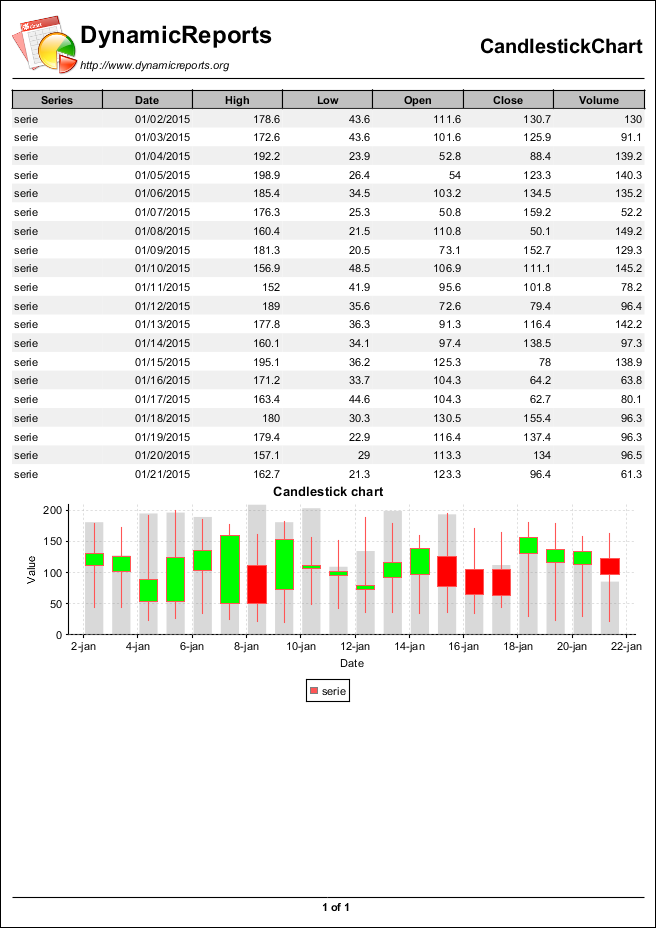 DynamicReports
http://www.dynamicreports.org
CandlestickChart
Series Date High Low Open Close Volume
serie 01/02/2015 178.6 43.6 111.6 130.7 130
serie 01/03/2015 172.6 43.6 101.6 125.9 91.1
serie 01/04/2015 192.2 23.9 52.8 88.4 139.2
serie 01/05/2015 198.9 26.4 54 123.3 140.3
serie 01/06/2015 185.4 34.5 103.2 134.5 135.2
serie 01/07/2015 176.3 25.3 50.8 159.2 52.2
serie 01/08/2015 160.4 21.5 110.8 50.1 149.2
serie 01/09/2015 181.3 20.5 73.1 152.7 129.3
serie 01/10/2015 156.9 48.5 106.9 111.1 145.2
serie 01/11/2015 152 41.9 95.6 101.8 78.2
serie 01/12/2015 189 35.6 72.6 79.4 96.4
serie 01/13/2015 177.8 36.3 91.3 116.4 142.2
serie 01/14/2015 160.1 34.1 97.4 138.5 97.3
serie 01/15/2015 195.1 36.2 125.3 78 138.9
serie 01/16/2015 171.2 33.7 104.3 64.2 63.8
serie 01/17/2015 163.4 44.6 104.3 62.7 80.1
serie 01/18/2015 180 30.3 130.5 155.4 96.3
serie 01/19/2015 179.4 22.9 116.4 137.4 96.3
serie 01/20/2015 157.1 29 113.3 134 96.5
serie 01/21/2015 162.7 21.3 123.3 96.4 61.3
Candlestick chart
200
150
100
50
0
Value
2-jan 4-jan 6-jan 8-jan 10-jan 12-jan 14-jan 16-jan 18-jan 20-jan 22-jan
Date
serie
1 of 1